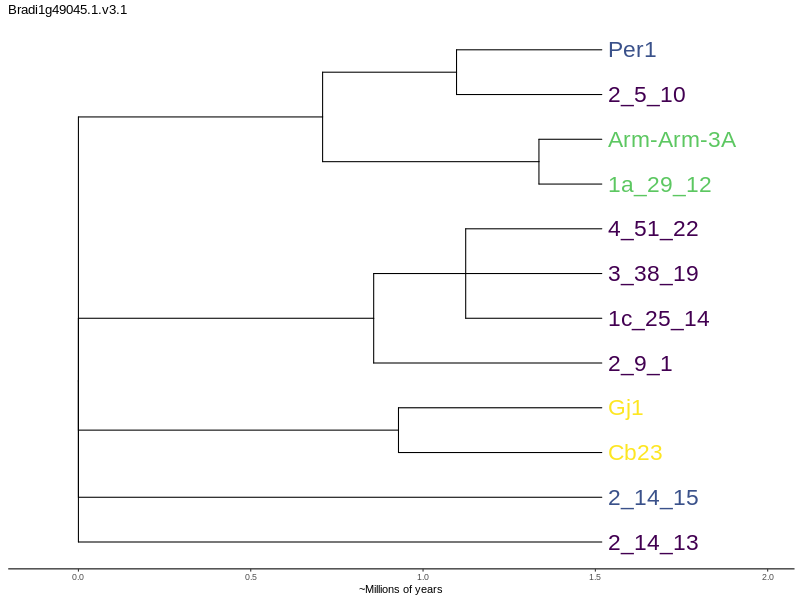 Bradi1g49045.1.v3.1
Per1
2_5_10
Arm-Arm-3A
1a_29_12
4_51_22
3_38_19
1c_25_14
2_9_1
Gj1
Cb23
2_14_15
2_14_13
0.0 0.5 1.0 1.5 2.0
~Millions of years